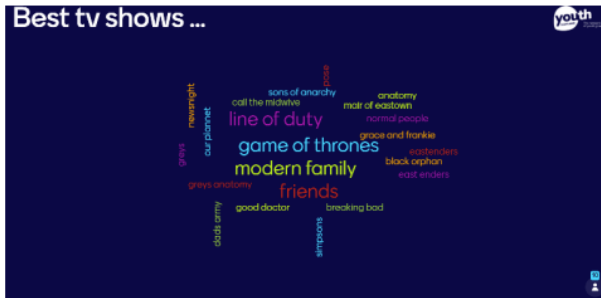 Best tv shows ...
youth
pose
sons of anarchy
anatomy
newsnight
call the midwive
mair of eastown
our plannet
line of duty
normal people
grace and frankie
game of thrones
greys
eastenders
black orphan
modern family
east enders
greys anatomy
friends
dads army
good doctor
breaking bad
simpsons